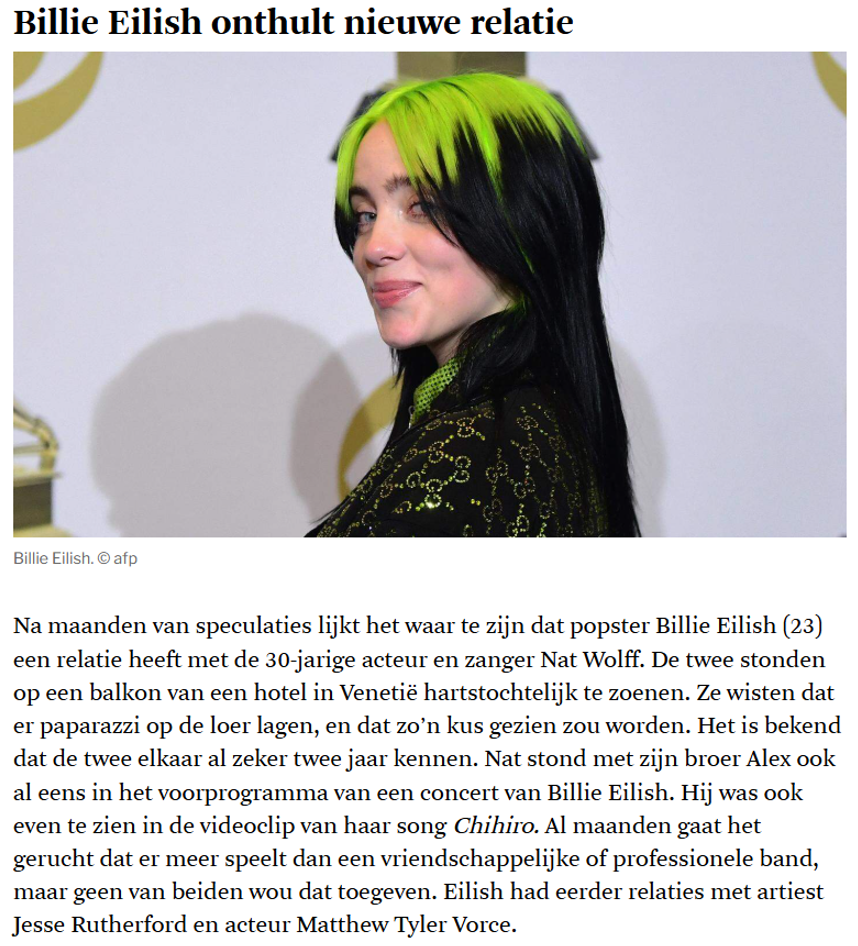 Billie Eilish onthult nieuwe relatie
Billie Eilish. © afp
Na maanden van speculaties lijkt het waar te zijn dat popster Billie Eilish (23)
een relatie heeft met de 30-jarige acteur en zanger Nat Wolff. De twee stonden
op een balkon van een hotel in Venetië hartstochtelijk te zoenen. Ze wisten dat
er paparazzi op de loer lagen, en dat zo’n kus gezien zou worden. Het is bekend
dat de twee elkaar al zeker twee jaar kennen. Nat stond met zijn broer Alex ook
al eens in het voorprogramma van een concert van Billie Eilish. Hij was ook
even te zien in de videoclip van haar song Chihiro. Al maanden gaat het
gerucht dat er meer speelt dan een vriendschappelijke of professionele band,
maar geen van beiden wou dat toegeven. Eilish had eerder relaties met artiest
Jesse Rutherford en acteur Matthew Tyler Vorce.